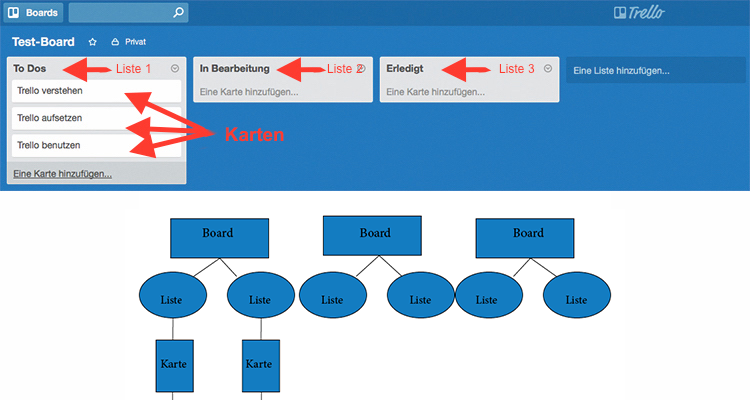 Boards
Trello
Test-Board
Privat
To Dos
Liste 1
In Bearbeitung
Liste 2
Erledigt
Liste 3
Eine Liste hinzufügen...
Trello verstehen
Trello aufsetzen
Trello benutzen
Eine Karte hinzufügen...
Eine Karte hinzufügen...
Eine Karte hinzufügen...
Karten
Board Board Board
Liste Liste Liste Liste Liste Liste
Karte Karte